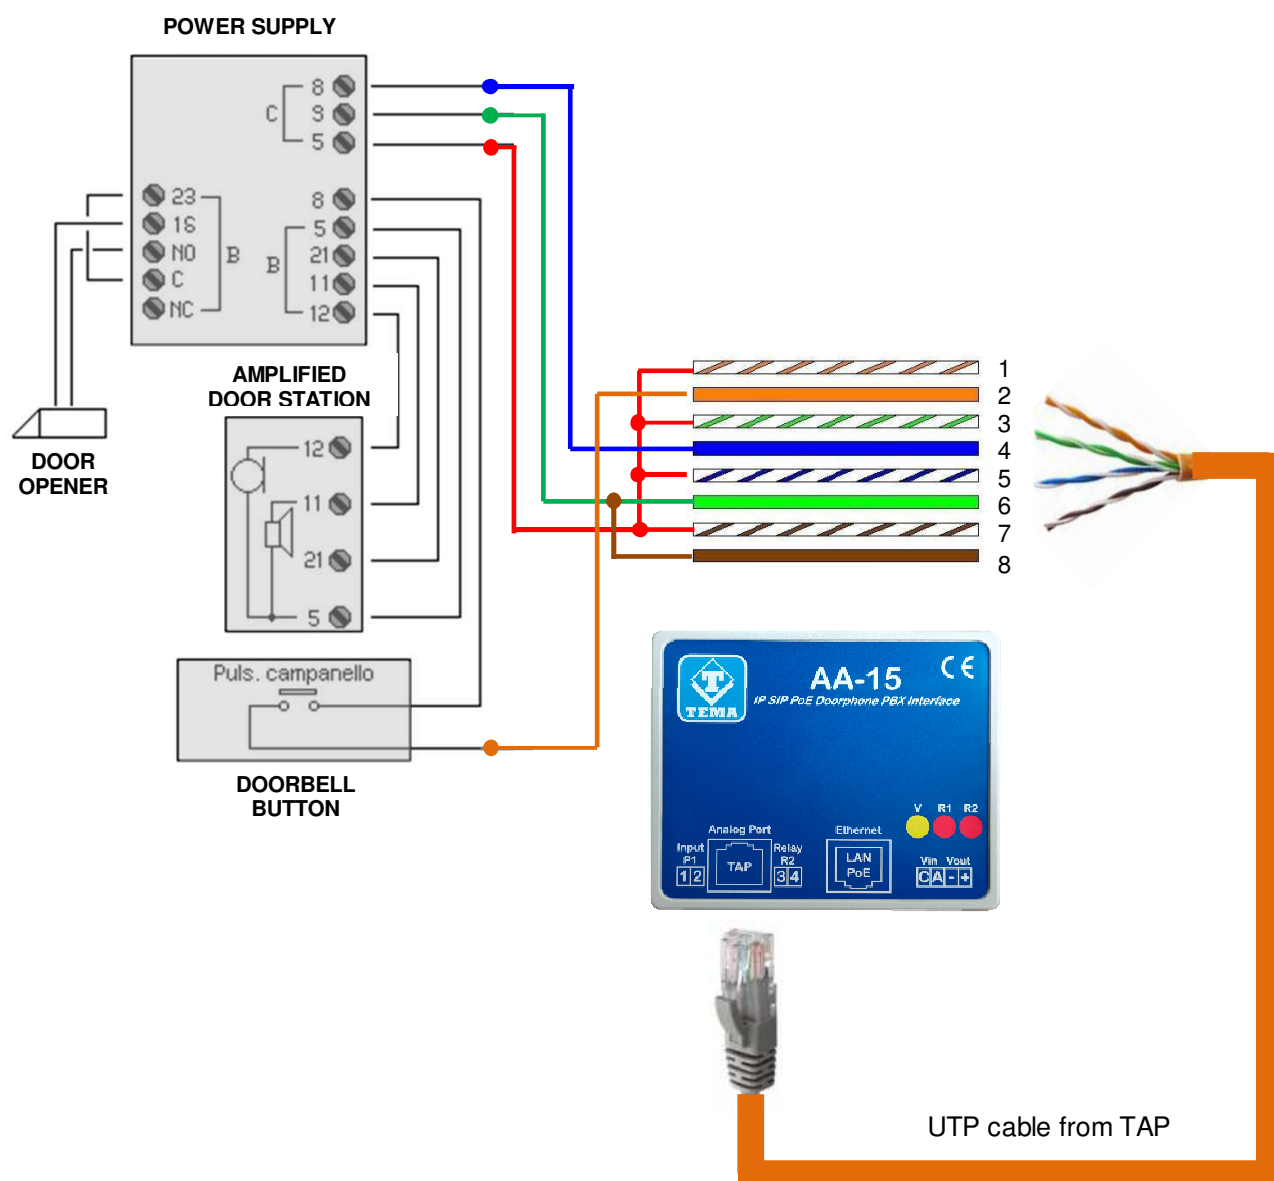 POWER SUPPLY
8
C 3
5
23
16
NO
B
C
NC
8
5
21
B
11
12
AMPLIFIED
DOOR STATION
12
11
21
5
DOOR
OPENER
Puls. campanello
DOORBELL
BUTTON
1
2
3
4
5
6
7
8
T
TEMA
AA-15
CE
IP SIP PoE Doorphone PBX Interface
V R1 R2
Analog Port
Ethernet
Input
P1
1 2
TAP
Relay
R2
3 4
LAN
PoE
Vin Vout
C A - +
UTP cable from TAP